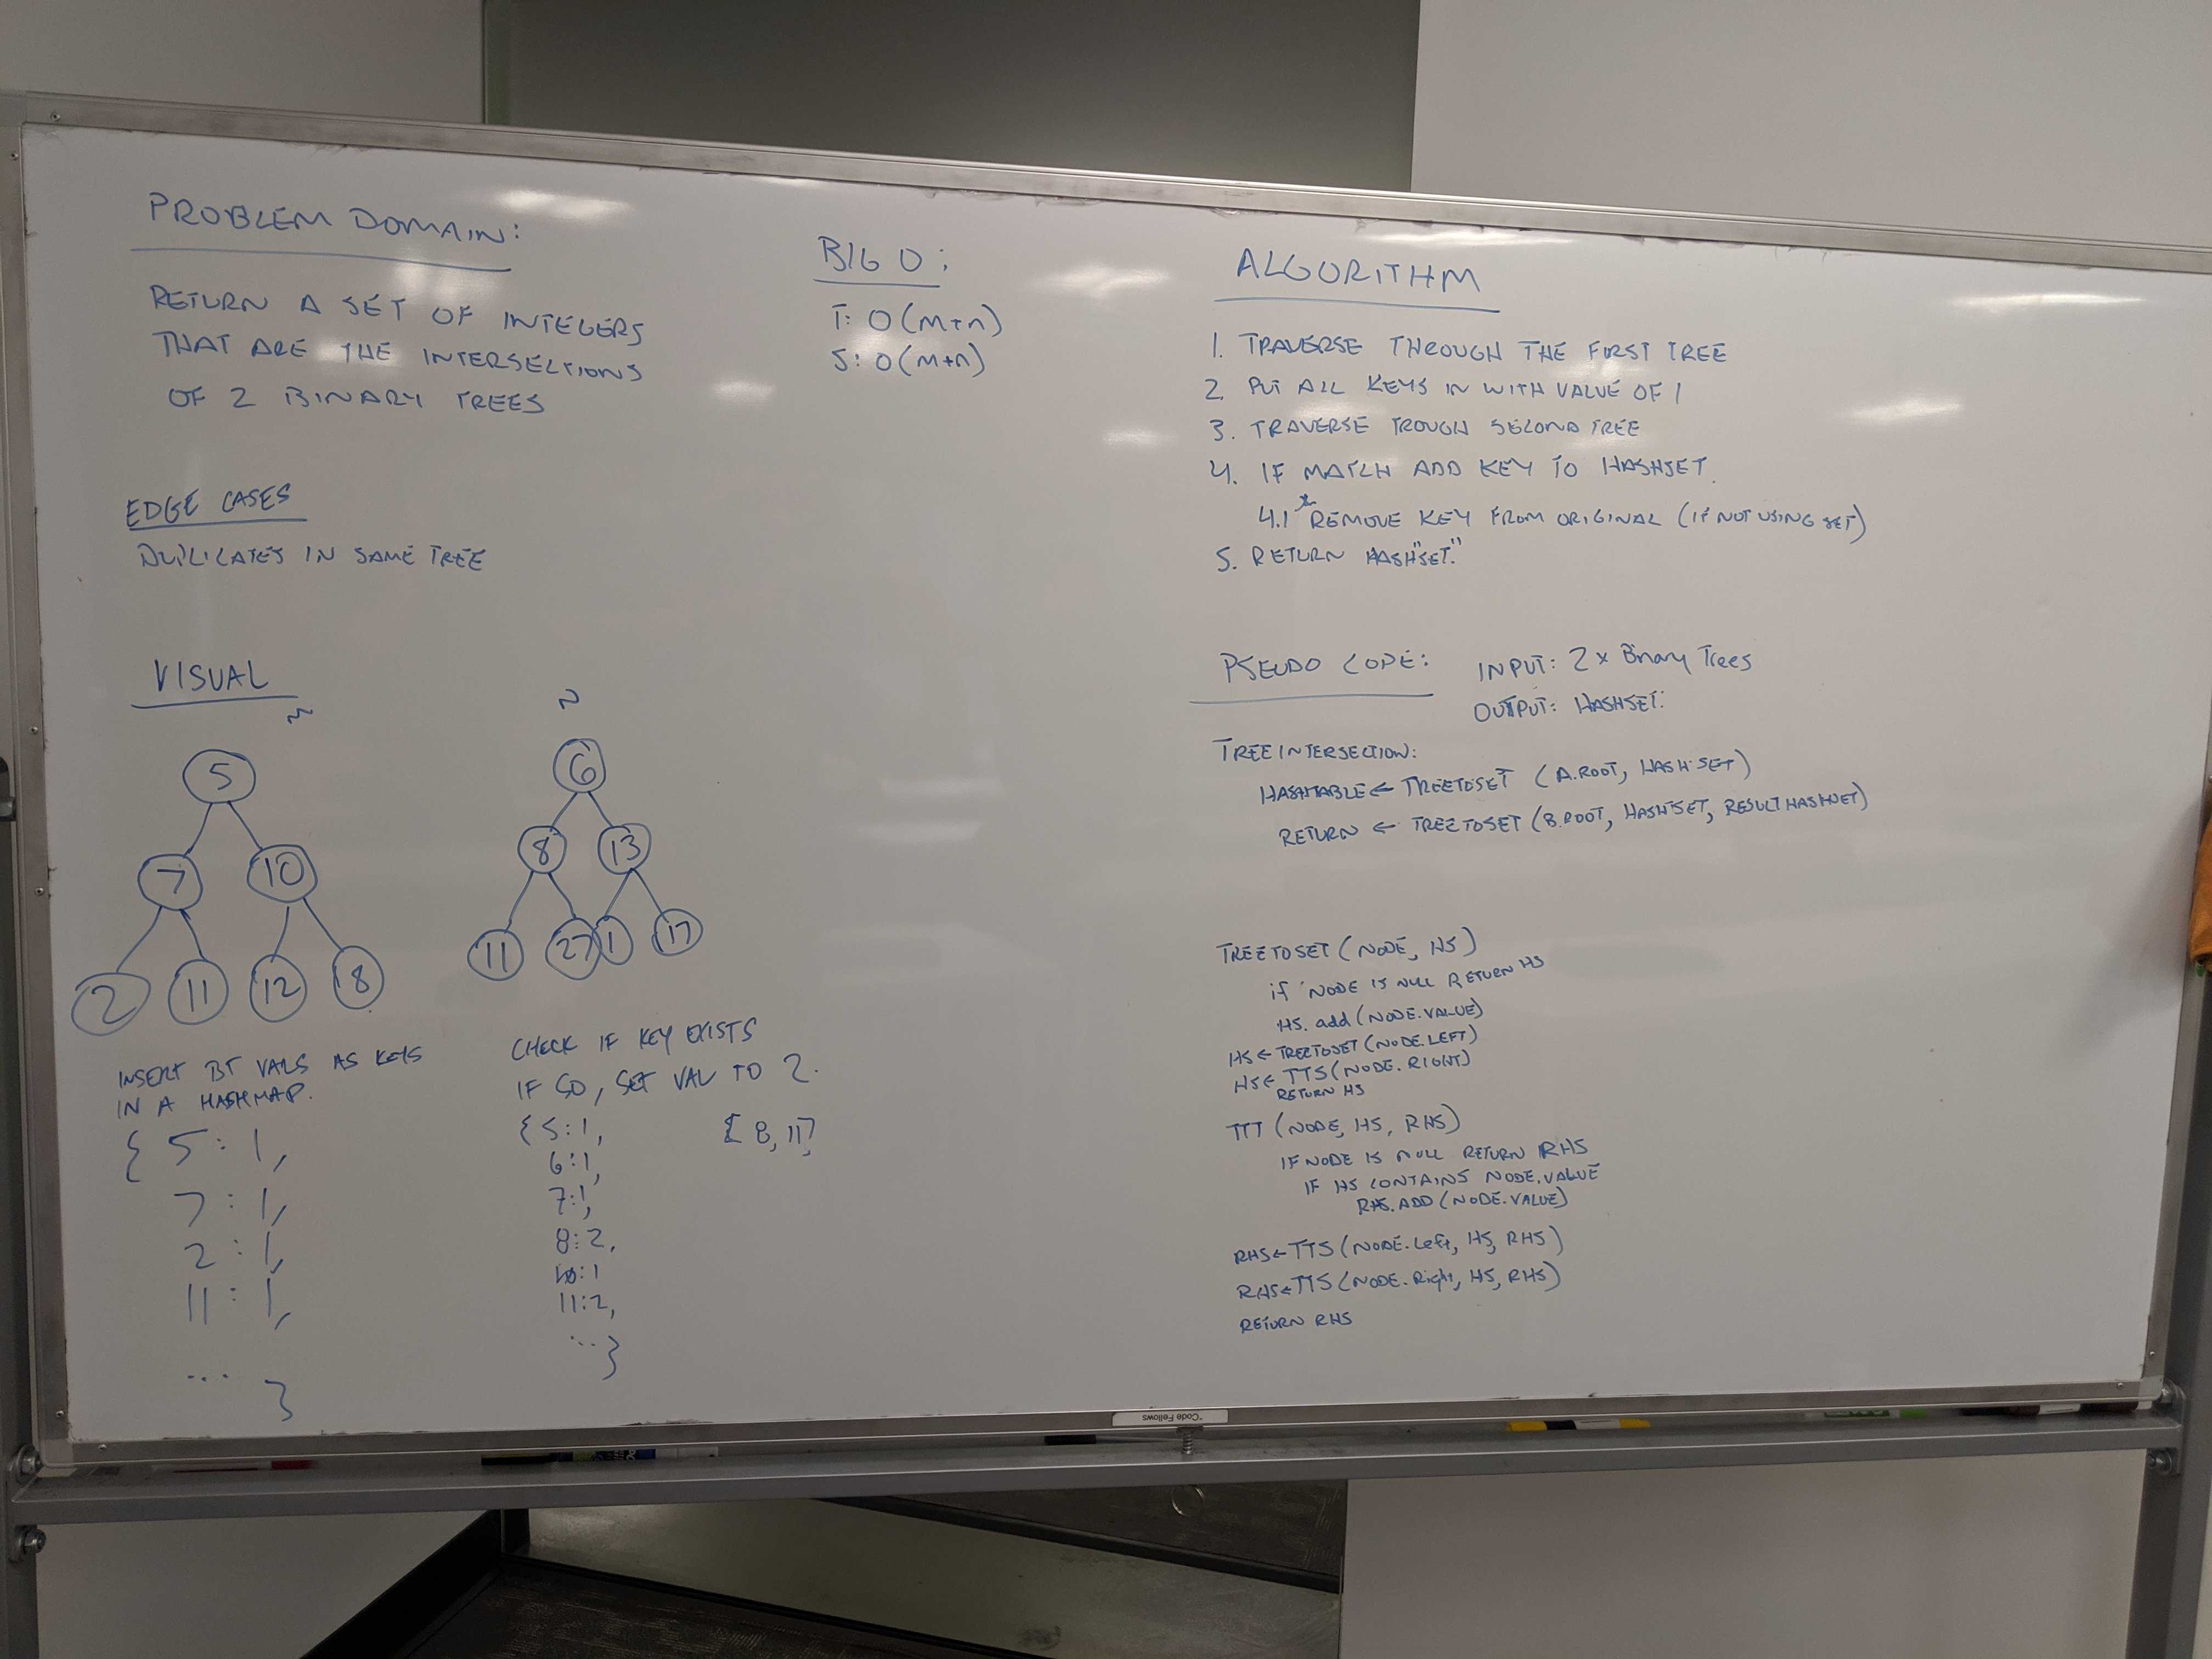 PROBLEM DOMAIN:
RETURN A SET OF INTEGERS
THAT ARE THE INTERSECTIONS
OF 2 BINARY TREES
EDGE CASES
DUPLICATES IN SAME TREE
VISUAL
5
7 10
2 11 12 18
INSERT BT VALS AS KEYS
IN A HASHMAP.
{ 5 : 1,
7 : 1,
2 : 1,
11 : 1,
... }
6
8 13
11 27 1 17
CHECK IF KEY EXISTS
IF SO, SET VAL TO 2.
{ 5:1,
6:1,
7:1,
8:2,
10:1
11:2,
... }
[ 8, 11]
BIG O:
T: O(m+n)
S: O(m+n)
ALGORITHM
1. TRAVERSE THROUGH THE FIRST TREE
2. PUT ALL KEYS IN WITH VALUE OF 1
3. TRAVERSE TROUGH SECOND TREE
4. IF MATCH ADD KEY TO HASHSET.
4.1 *REMOVE KEY FROM ORIGINAL (IF NOT USING SET)
5. RETURN HASH"SET."
PSEUDO CODE:
INPUT: 2 x Binary Trees
OUTPUT: HASHSET:
TREEINTERSECTION:
HASHTABLE ← TREETOSET (A.ROOT, HASHSET)
RETURN ← TREETOSET (B.ROOT, HASHSET, RESULTHASHSET)
TREETOSET (NODE, HS)
if NODE IS NULL RETURN HS
HS. add (NODE.VALUE)
HS ← TREETOSET (NODE.LEFT)
HS ← TTS (NODE. RIGHT)
RETURN HS
TTT (NODE, HS, RHS)
IF NODE IS NULL RETURN RHS
IF HS CONTAINS NODE.VALUE
RHS. ADD (NODE.VALUE)
RHS ← TTS (NODE.Left, HS, RHS)
RHS ← TTS (NODE.Right, HS, RHS)
RETURN RHS
"Code Fellows